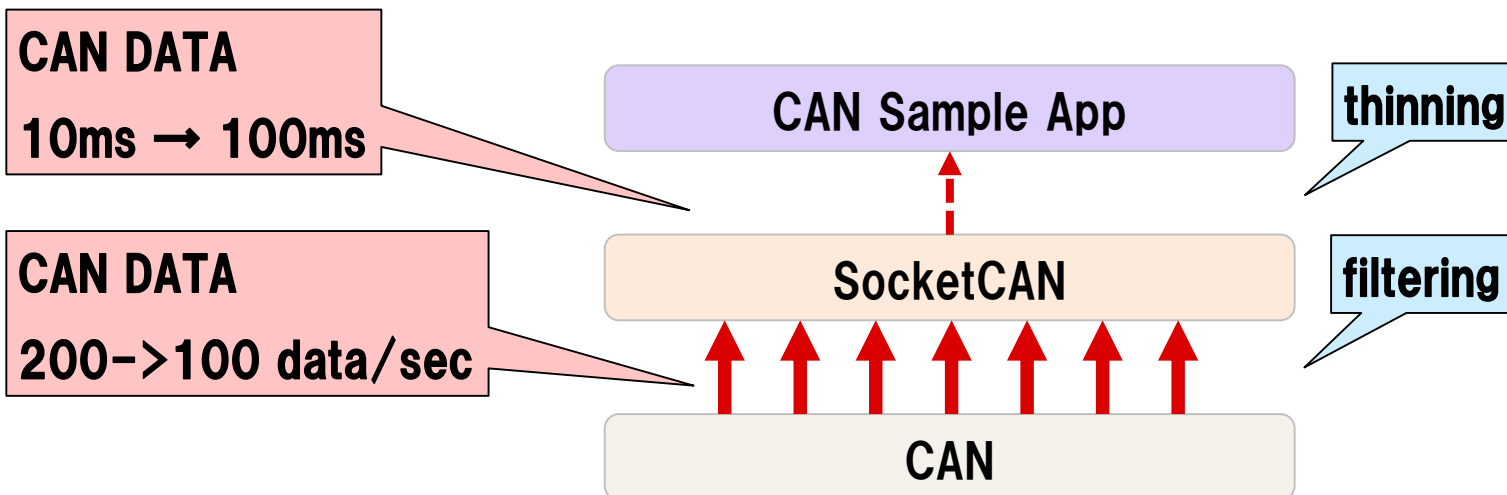 CAN DATA
10ms → 100ms
CAN Sample App
thinning
CAN DATA
200->100 data/sec
SocketCAN
filtering
CAN